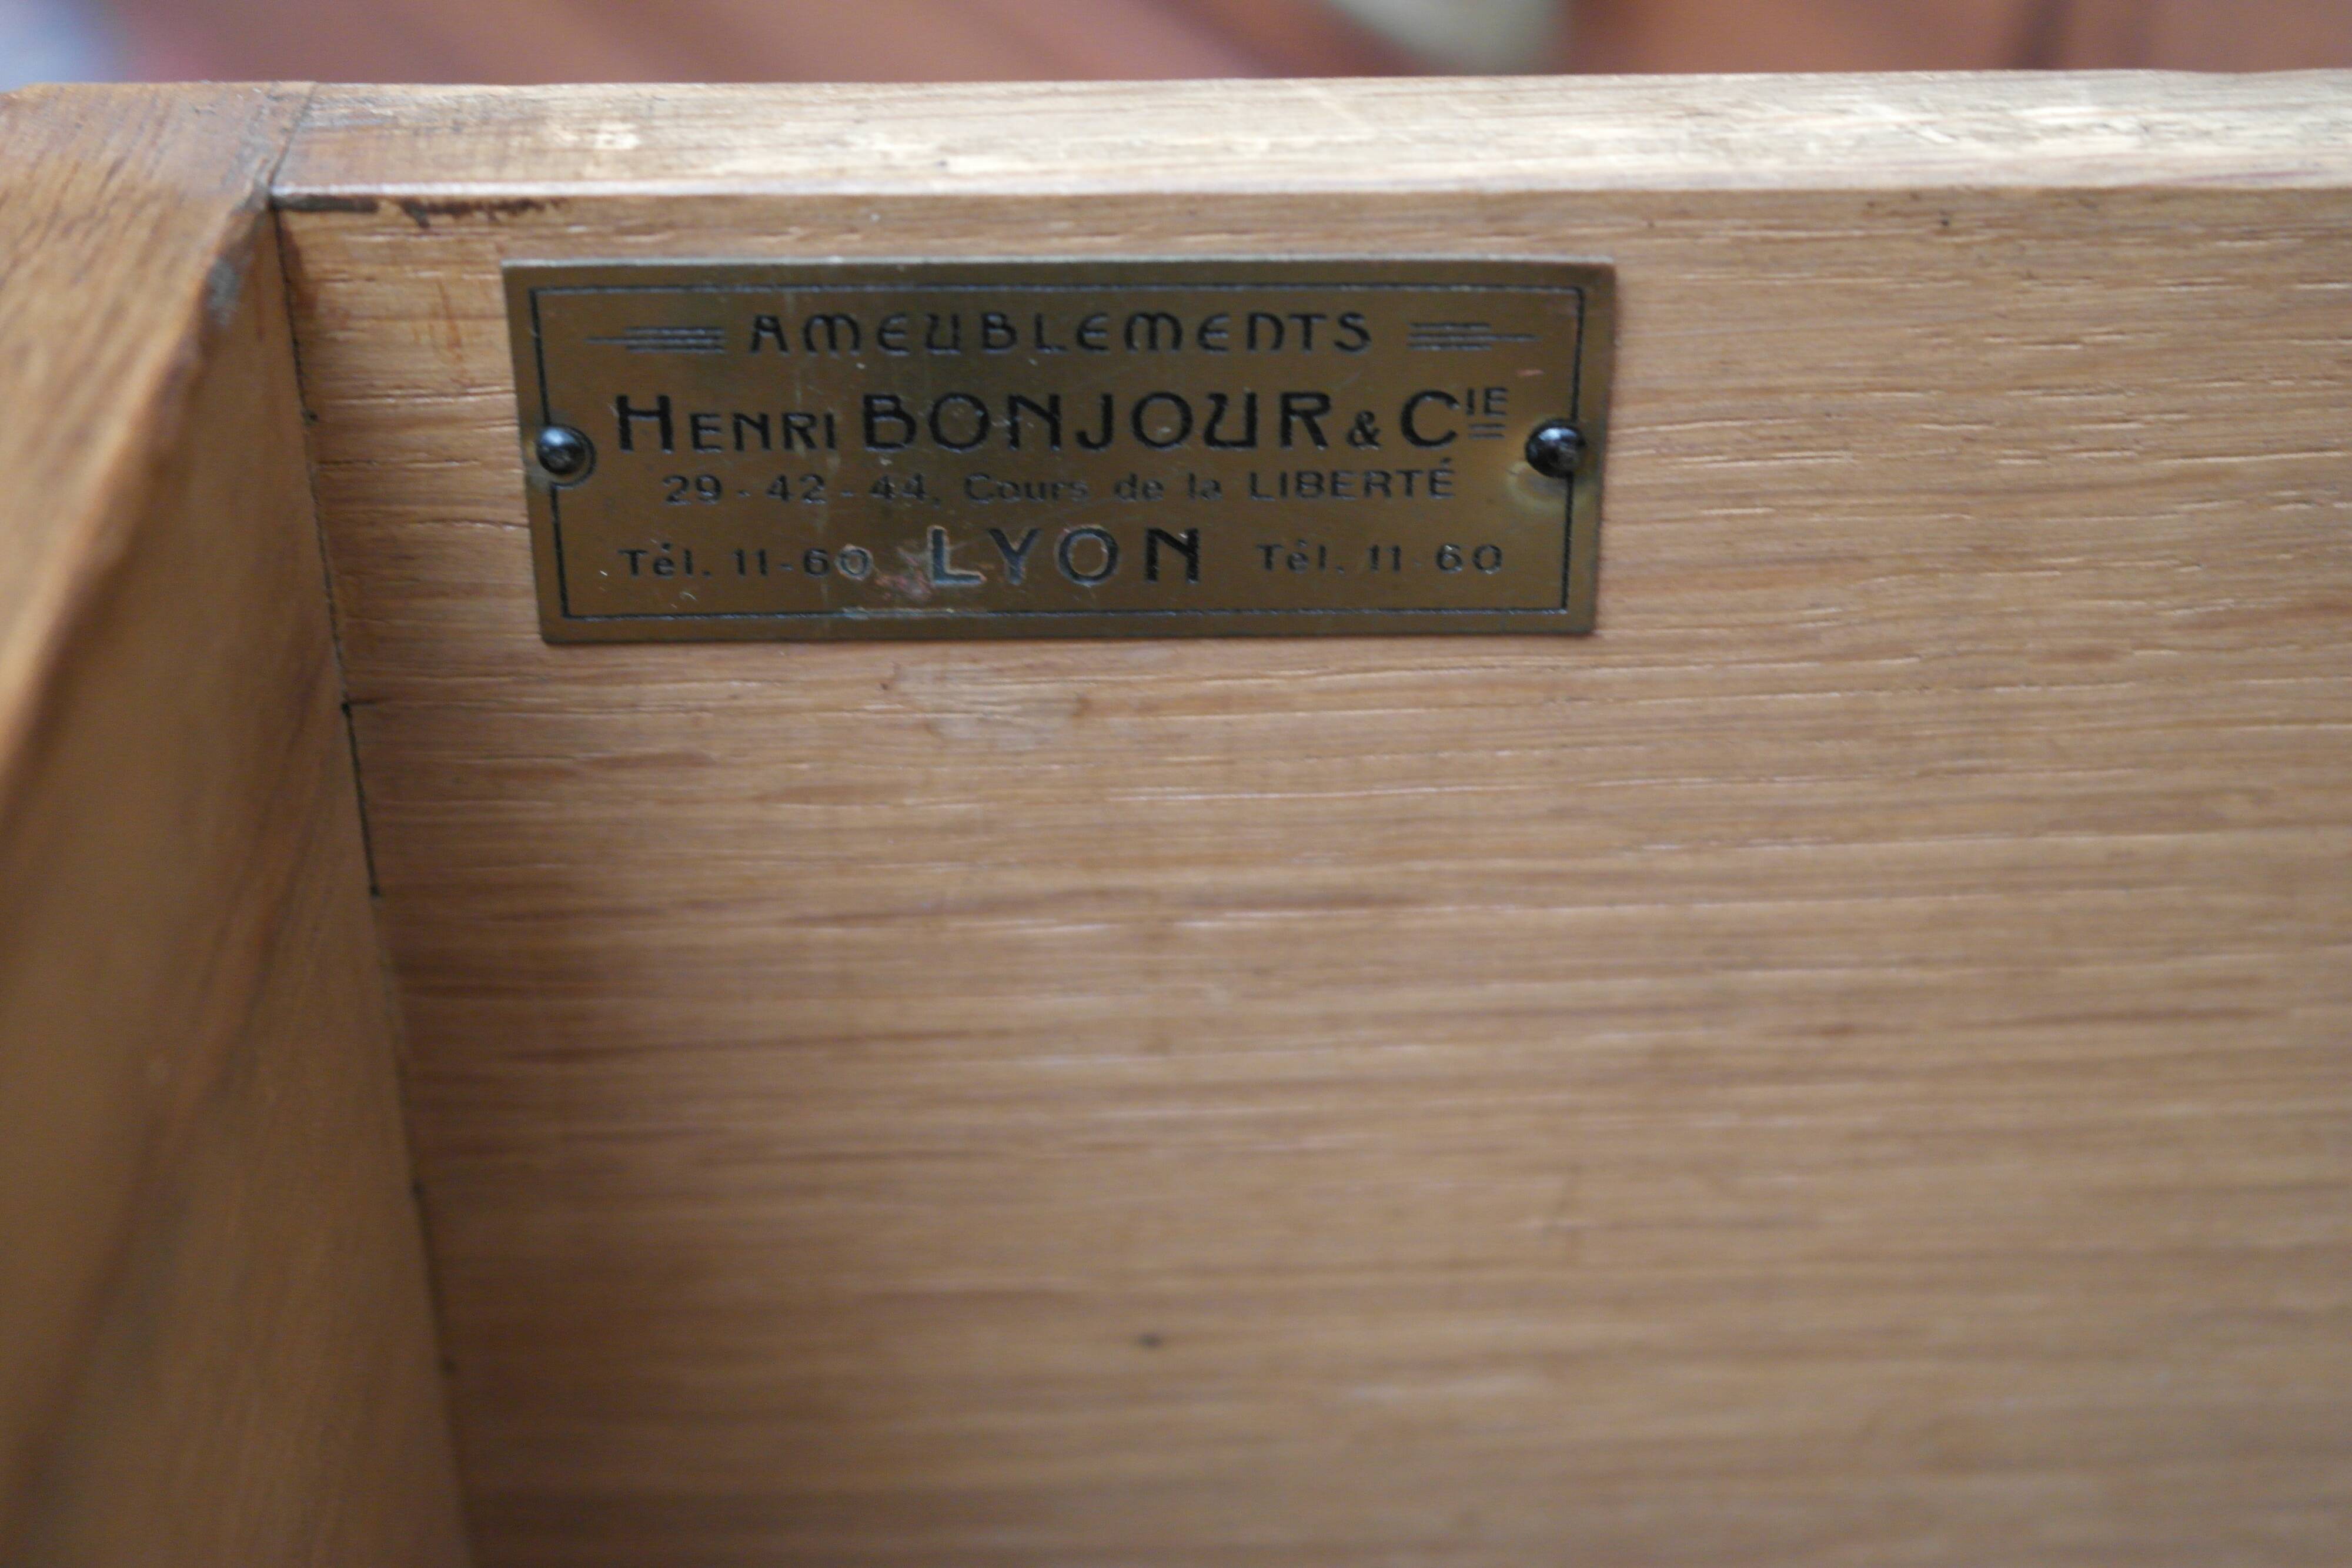 AMEUBLEMENTS
HENRI BONJOUR & CIE
29-42-44, Cours de la LIBERTÉ
Tél. 11-60 LYON Tél. 11-60